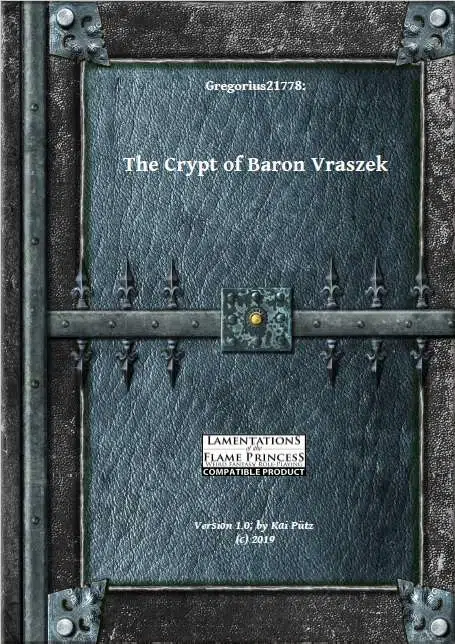 Gregorius21778:
The Crypt of Baron Vraszek
LAMENTATIONS
of the
FLAME PRINCESS
WEIRD FANTASY ROLE-PLAYING
COMPATIBLE PRODUCT
Version 1.0, by Kai Pütz
(c) 2019